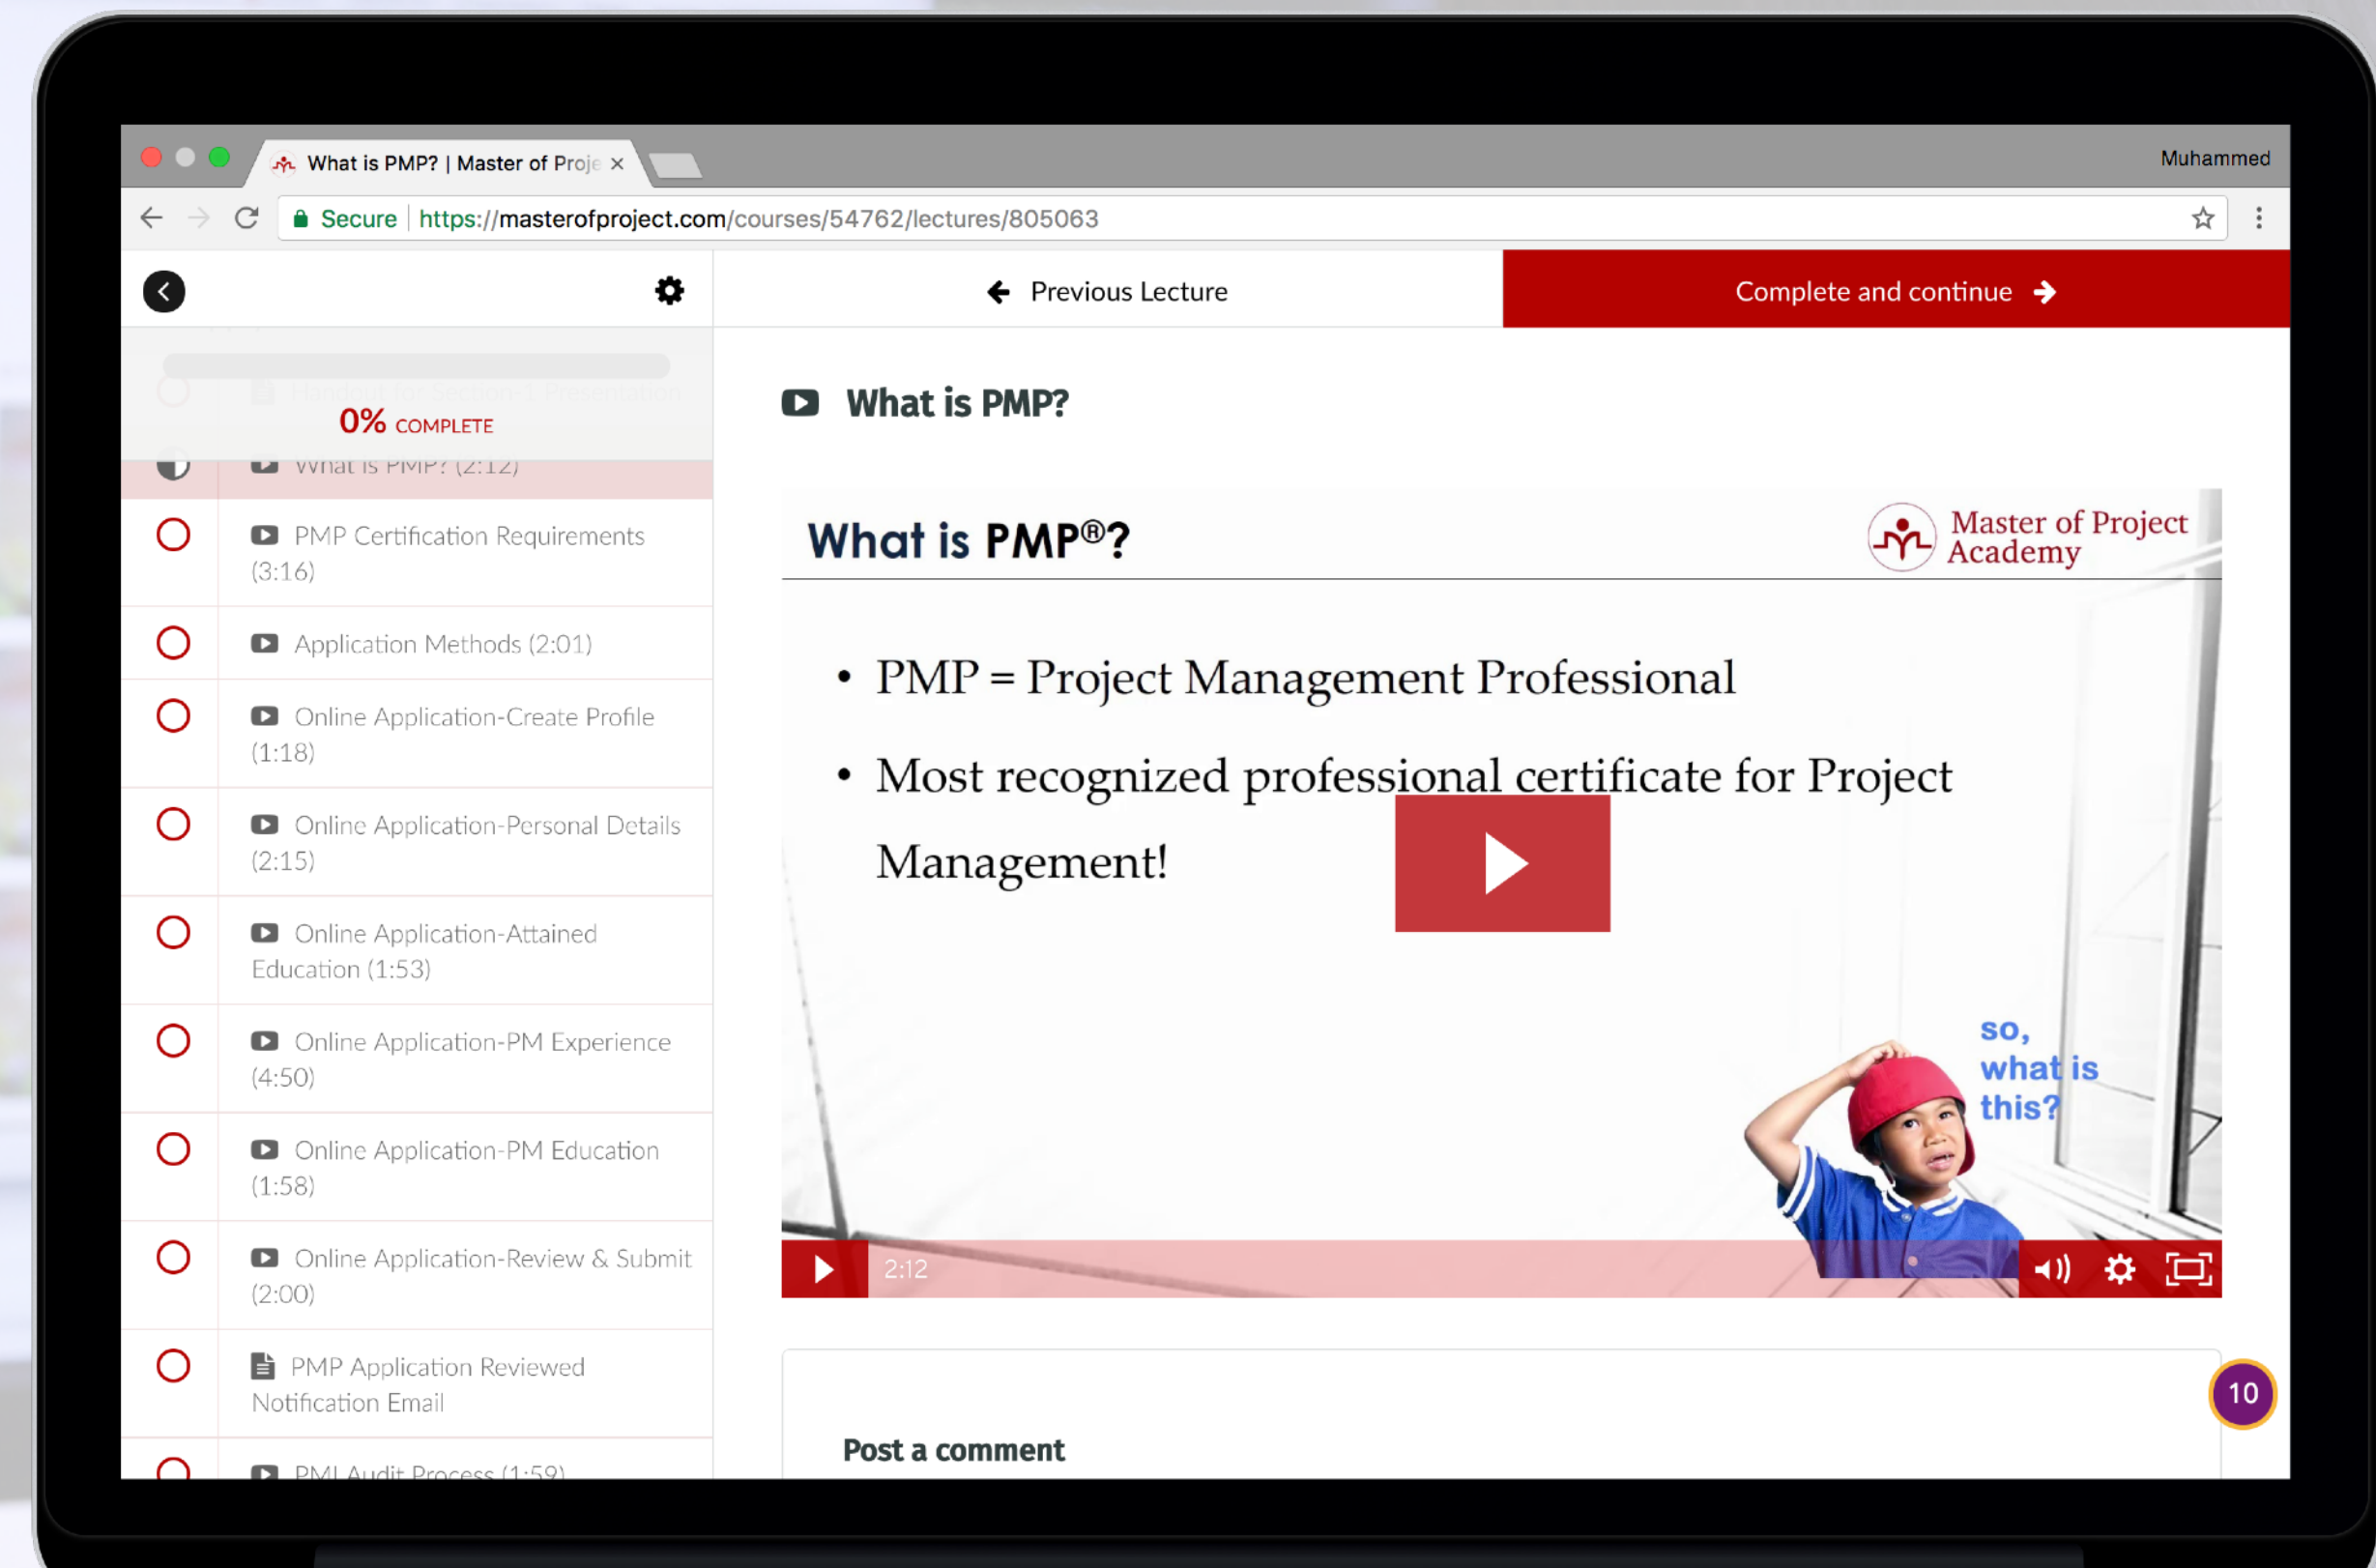 What is PMP? | Master of Proje
Muhammed
Secure
https://masterofproject.com/courses/54762/lectures/805063
Previous Lecture
Complete and continue
Handout for Section-1 Presentation
0% COMPLETE
What is PMP? (2:12)
PMP Certification Requirements
(3:16)
Application Methods (2:01)
Online Application-Create Profile
(1:18)
Online Application-Personal Details
(2:15)
Online Application-Attained
Education (1:53)
Online Application-PM Experience
(4:50)
Online Application-PM Education
(1:58)
Online Application-Review & Submit
(2:00)
PMP Application Reviewed
Notification Email
PMI Audit Process (1:59)
What is PMP?
What is PMP®?
Master of Project
Academy
• PMP = Project Management Professional
• Most recognized professional certificate for Project
Management!
so,
what is
this?
2:12
10
Post a comment